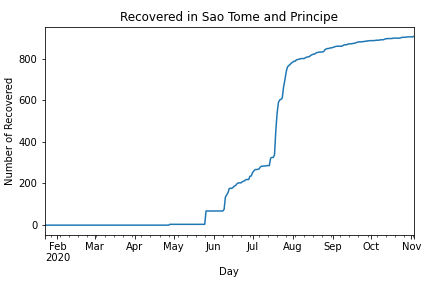 Recovered in Sao Tome and Principe
Number of Recovered
800
600
400
200
0
Feb Mar Apr May Jun Jul Aug Sep Oct Nov
2020
Day